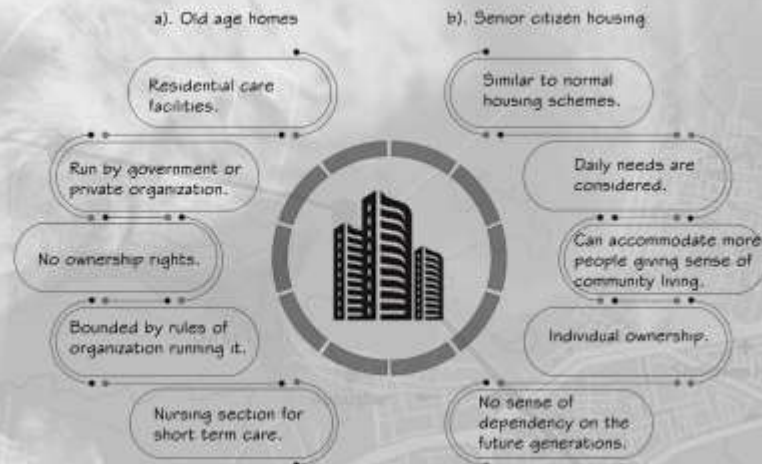 a). Old age homes
Residential care
facilities.
Run by government or
private organization.
No ownership rights.
Bounded by rules of
organization running it.
Nursing section for
short term care.
b). Senior citizen housing
Similar to normal
housing schemes.
Daily needs are
considered.
Can accommodate more
people giving sense of
community living.
Individual ownership.
No sense of
dependency on the
future generations.